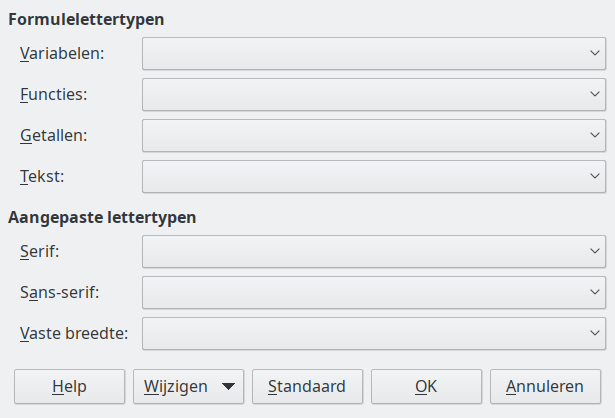 Formulelettertypen
Variabelen:
Functies:
Getallen:
Tekst:
Aangepaste lettertypen
Serif:
Sans-serif:
Vaste breedte:
Help Wijzigen Standaard OK Annuleren